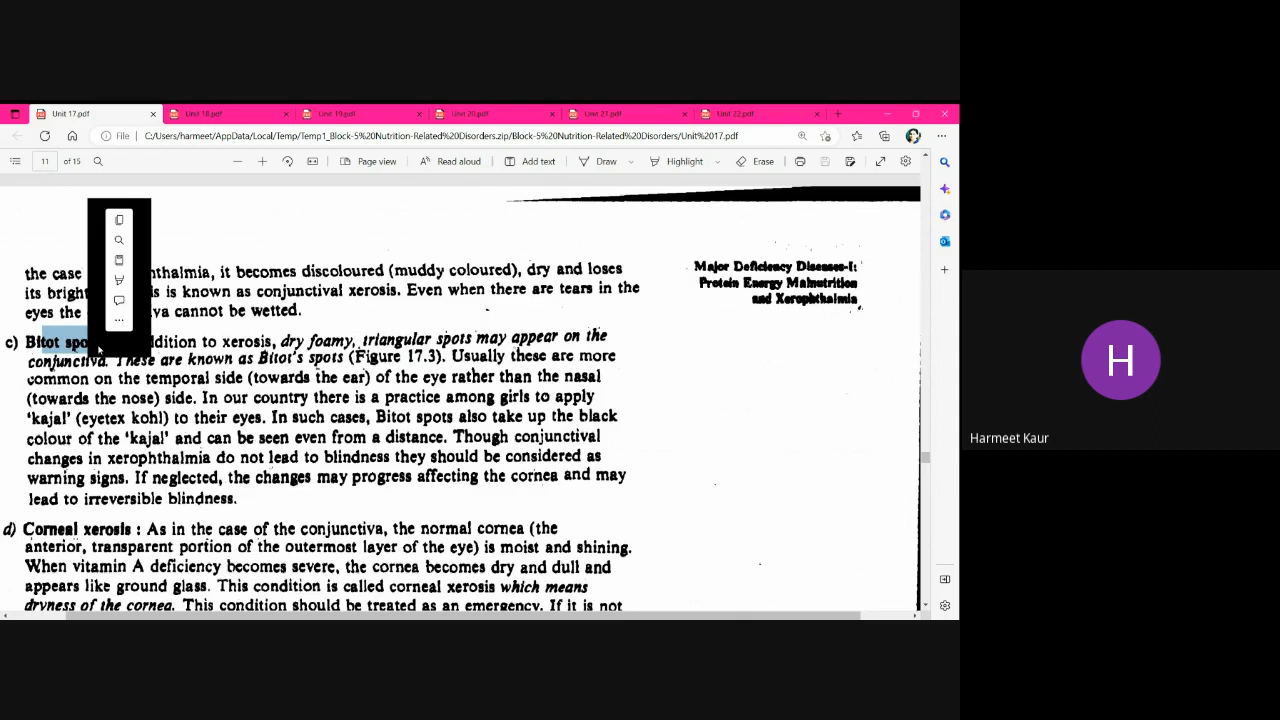 Unit 17.pdf
Unit 18.pdf
Unit 19.pdf
Unit 20.pdf
Unit 21.pdf
Unit 22.pdf
File
C:/Users/harmeet/AppData/Local/Temp/Temp1_Block-5%20Nutrition-Related%20Disorders.zip/Block-5%20Nutrition-Related%20Disorders/Unit%2017.pdf
11 of 15
Page view
Read aloud
Add text
Draw
Highlight
Erase
Major Deficiency Diseases-I:
Protein Energy Malnutrition
and Xerophthalmia
the case thalmia, it becomes discoloured (muddy coloured), dry and loses
its bright s is known as conjunctival xerosis. Even when there are tears in the
eyes the va cannot be wetted.
c) Bitot spo ddition to xerosis, dry foamy, triangular spots may appear on the
conjunctiva. These are known as Bitot's spots (Figure 17.3). Usually these are more
common on the temporal side (towards the ear) of the eye rather than the nasal
(towards the nose) side. In our country there is a practice among girls to apply
'kajal' (eyetex kohl) to their eyes. In such cases, Bitot spots also take up the black
colour of the 'kajal' and can be seen even from a distance. Though conjunctival
changes in xerophthalmia do not lead to blindness they should be considered as
warning signs. If neglected, the changes may progress affecting the cornea and may
lead to irreversible blindness.
d) Corneal xerosis : As in the case of the conjunctiva, the normal cornea (the
anterior, transparent portion of the outermost layer of the eye) is moist and shining.
When vitamin A deficiency becomes severe, the cornea becomes dry and dull and
appears like ground glass. This condition is called corneal xerosis which means
dryness of the cornea. This condition should be treated as an emergency. If it is not
H
Harmeet Kaur